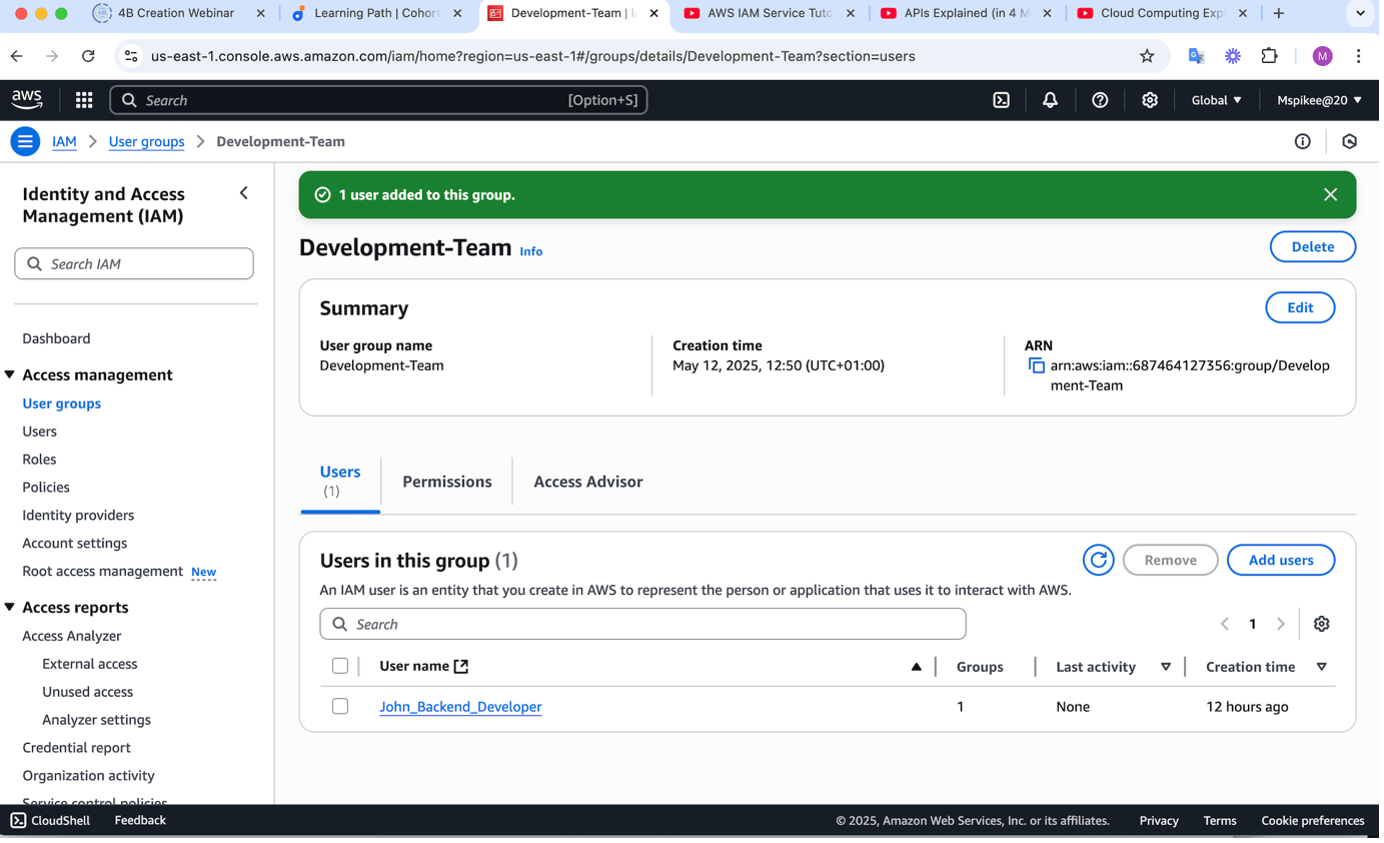 4B Creation Webinar
Learning Path | Cohor
Development-Team | I
AWS IAM Service Tuto
APIs Explained (in 4 M
Cloud Computing Exp
us-east-1.console.aws.amazon.com/iam/home?region=us-east-1#/groups/details/Development-Team?section=users
M
aws
Search
[Option+S]
Global
Mspikee@20
IAM
User groups
Development-Team
Identity and Access
Management (IAM)
Search IAM
Dashboard
Access management
User groups
Users
Roles
Policies
Identity providers
Account settings
Root access management New
Access reports
Access Analyzer
External access
Unused access
Analyzer settings
Credential report
Organization activity
Service control policies
1 user added to this group.
Development-Team Info
Delete
Summary
Edit
User group name
Development-Team
Creation time
May 12, 2025, 12:50 (UTC+01:00)
ARN
arn:aws:iam::687464127356:group/Develop
ment-Team
Users
(1)
Permissions
Access Advisor
Users in this group (1)
Remove
Add users
An IAM user is an entity that you create in AWS to represent the person or application that uses it to interact with AWS.
Search
1
User name
Groups
Last activity
Creation time
John_Backend_Developer
1
None
12 hours ago
CloudShell
Feedback
© 2025, Amazon Web Services, Inc. or its affiliates.
Privacy
Terms
Cookie preferences